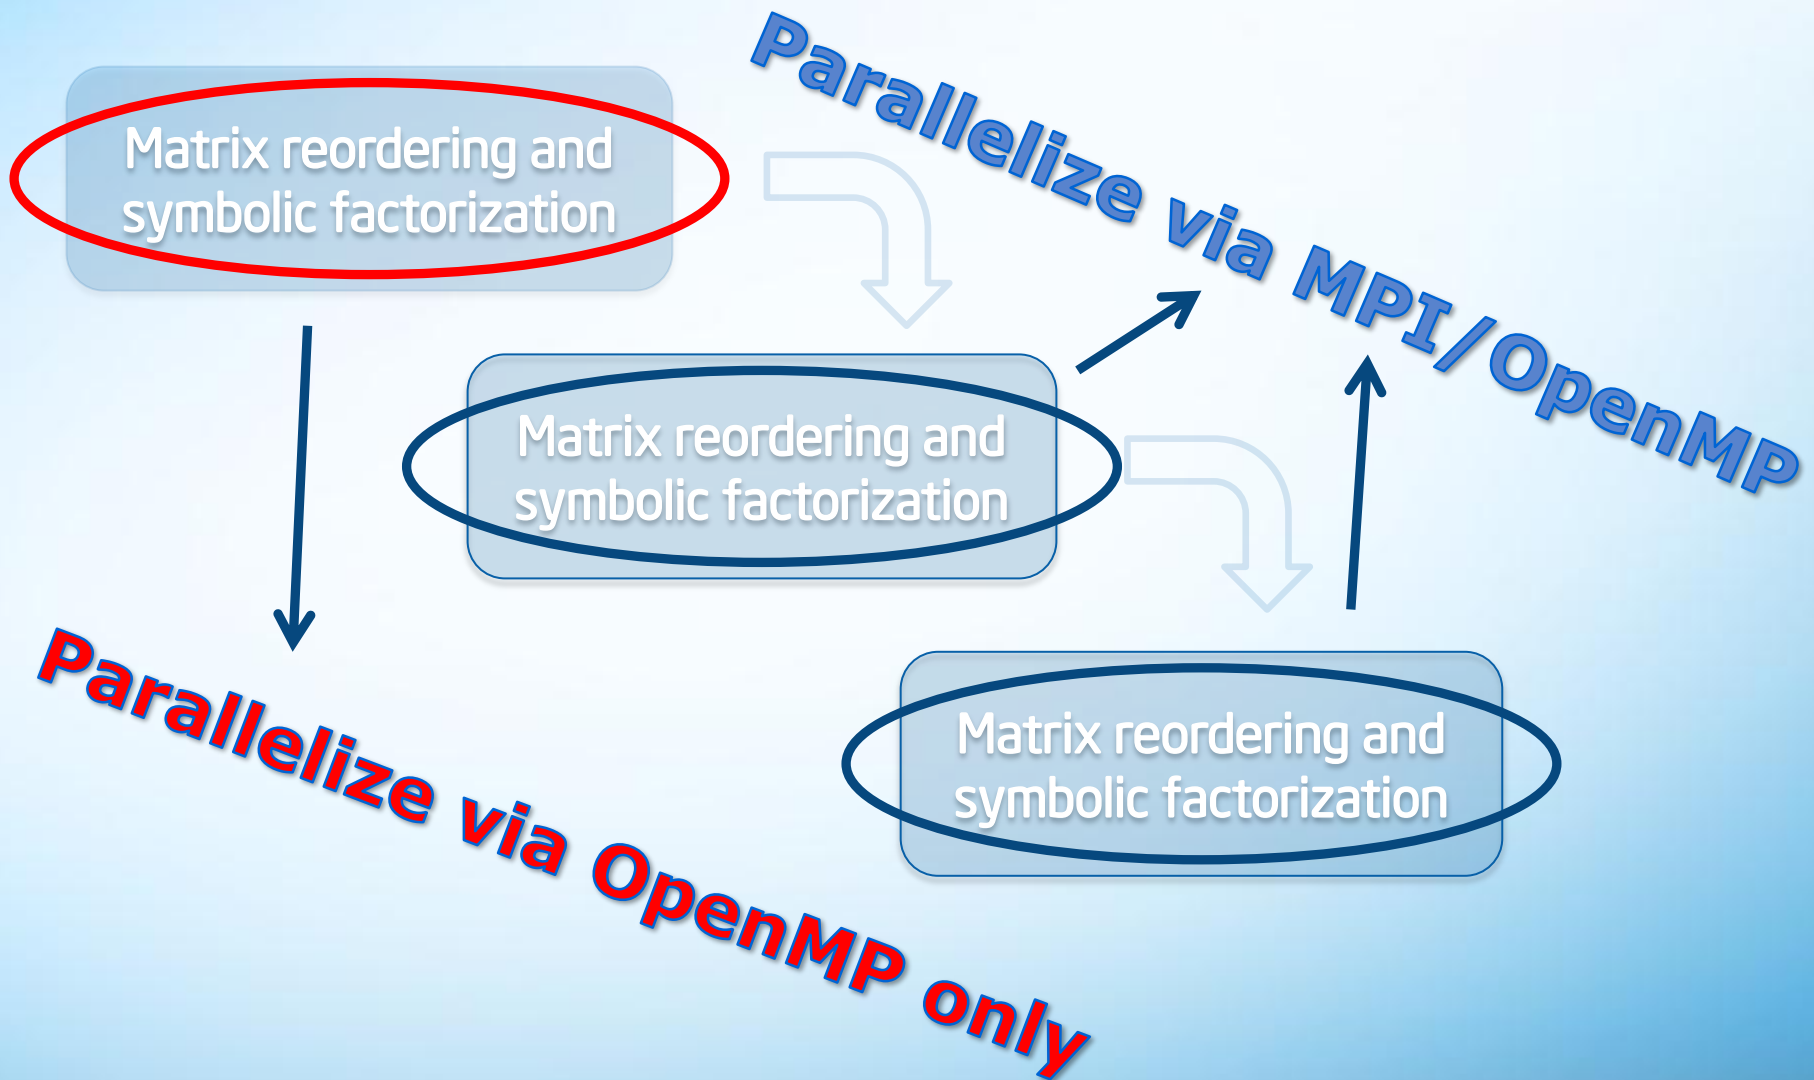 Matrix reordering and
symbolic factorization
Parallelize via MPI/OpenMP
Matrix reordering and
symbolic factorization
Matrix reordering and
symbolic factorization
Parallelize via OpenMP only